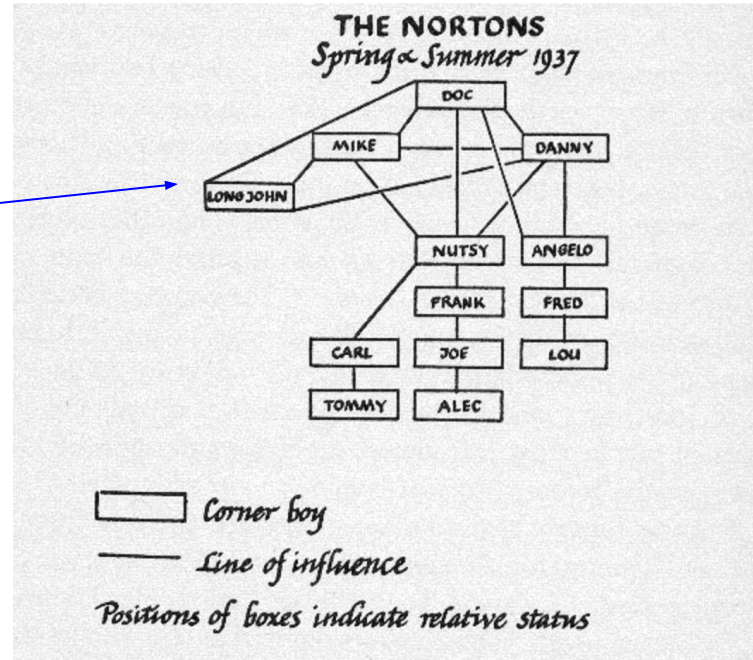 THE NORTONS
Spring & Summer 1937
DOC
MIKE
DANNY
LONG JOHN
NUTSY
ANGELO
FRANK
FRED
CARL
JOE
LOU
TOMMY
ALEC
Corner boy
Line of influence
Positions of boxes indicate relative status